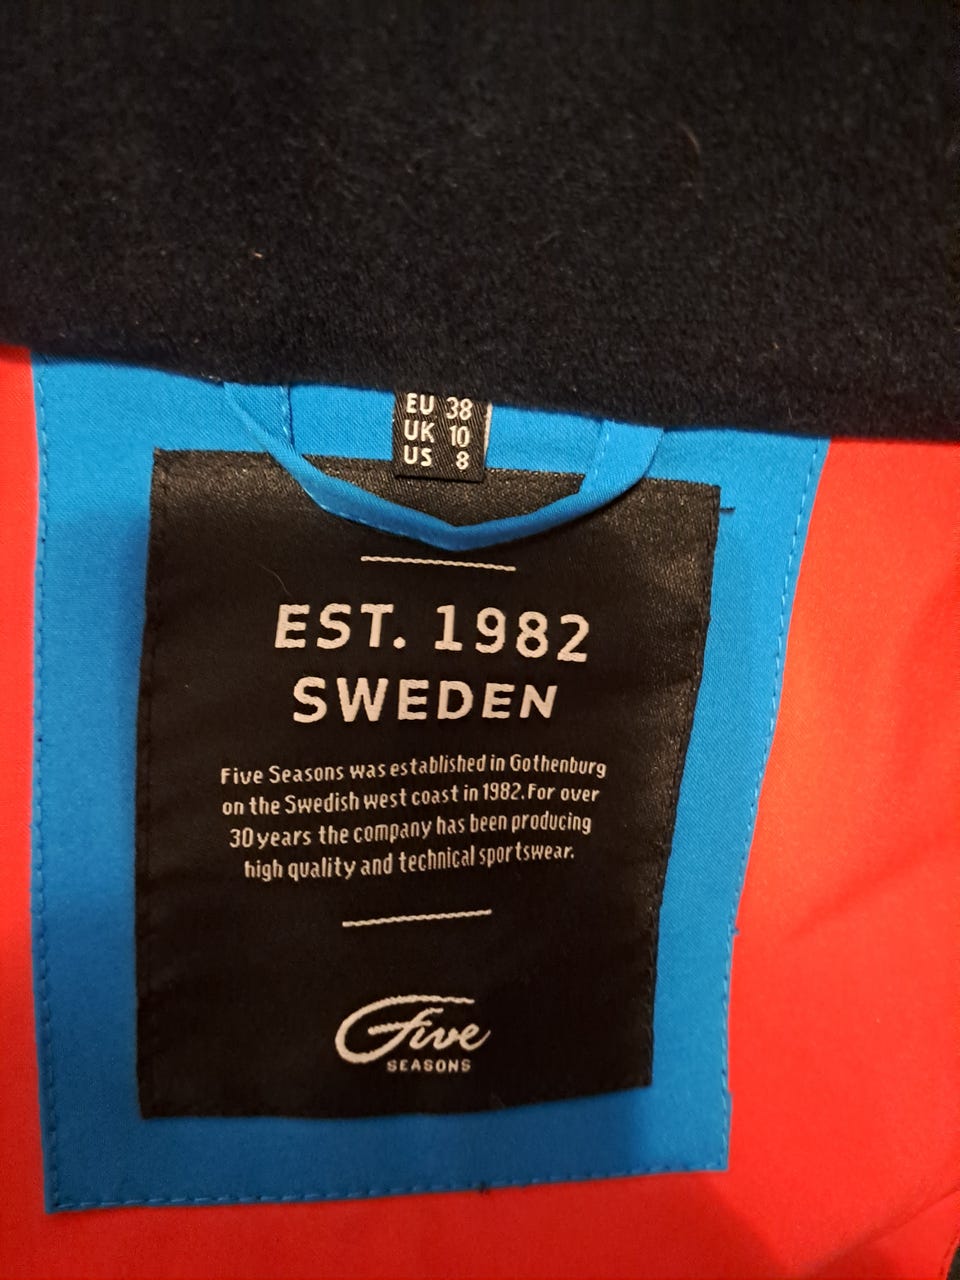 EU 38
UK 10
US 8
EST. 1982
SWEDEN
Five Seasons was established in Gothenburg
on the Swedish west coast in 1982. For over
30 years the company has been producing
high quality and technical sportswear.
Five
SEASONS